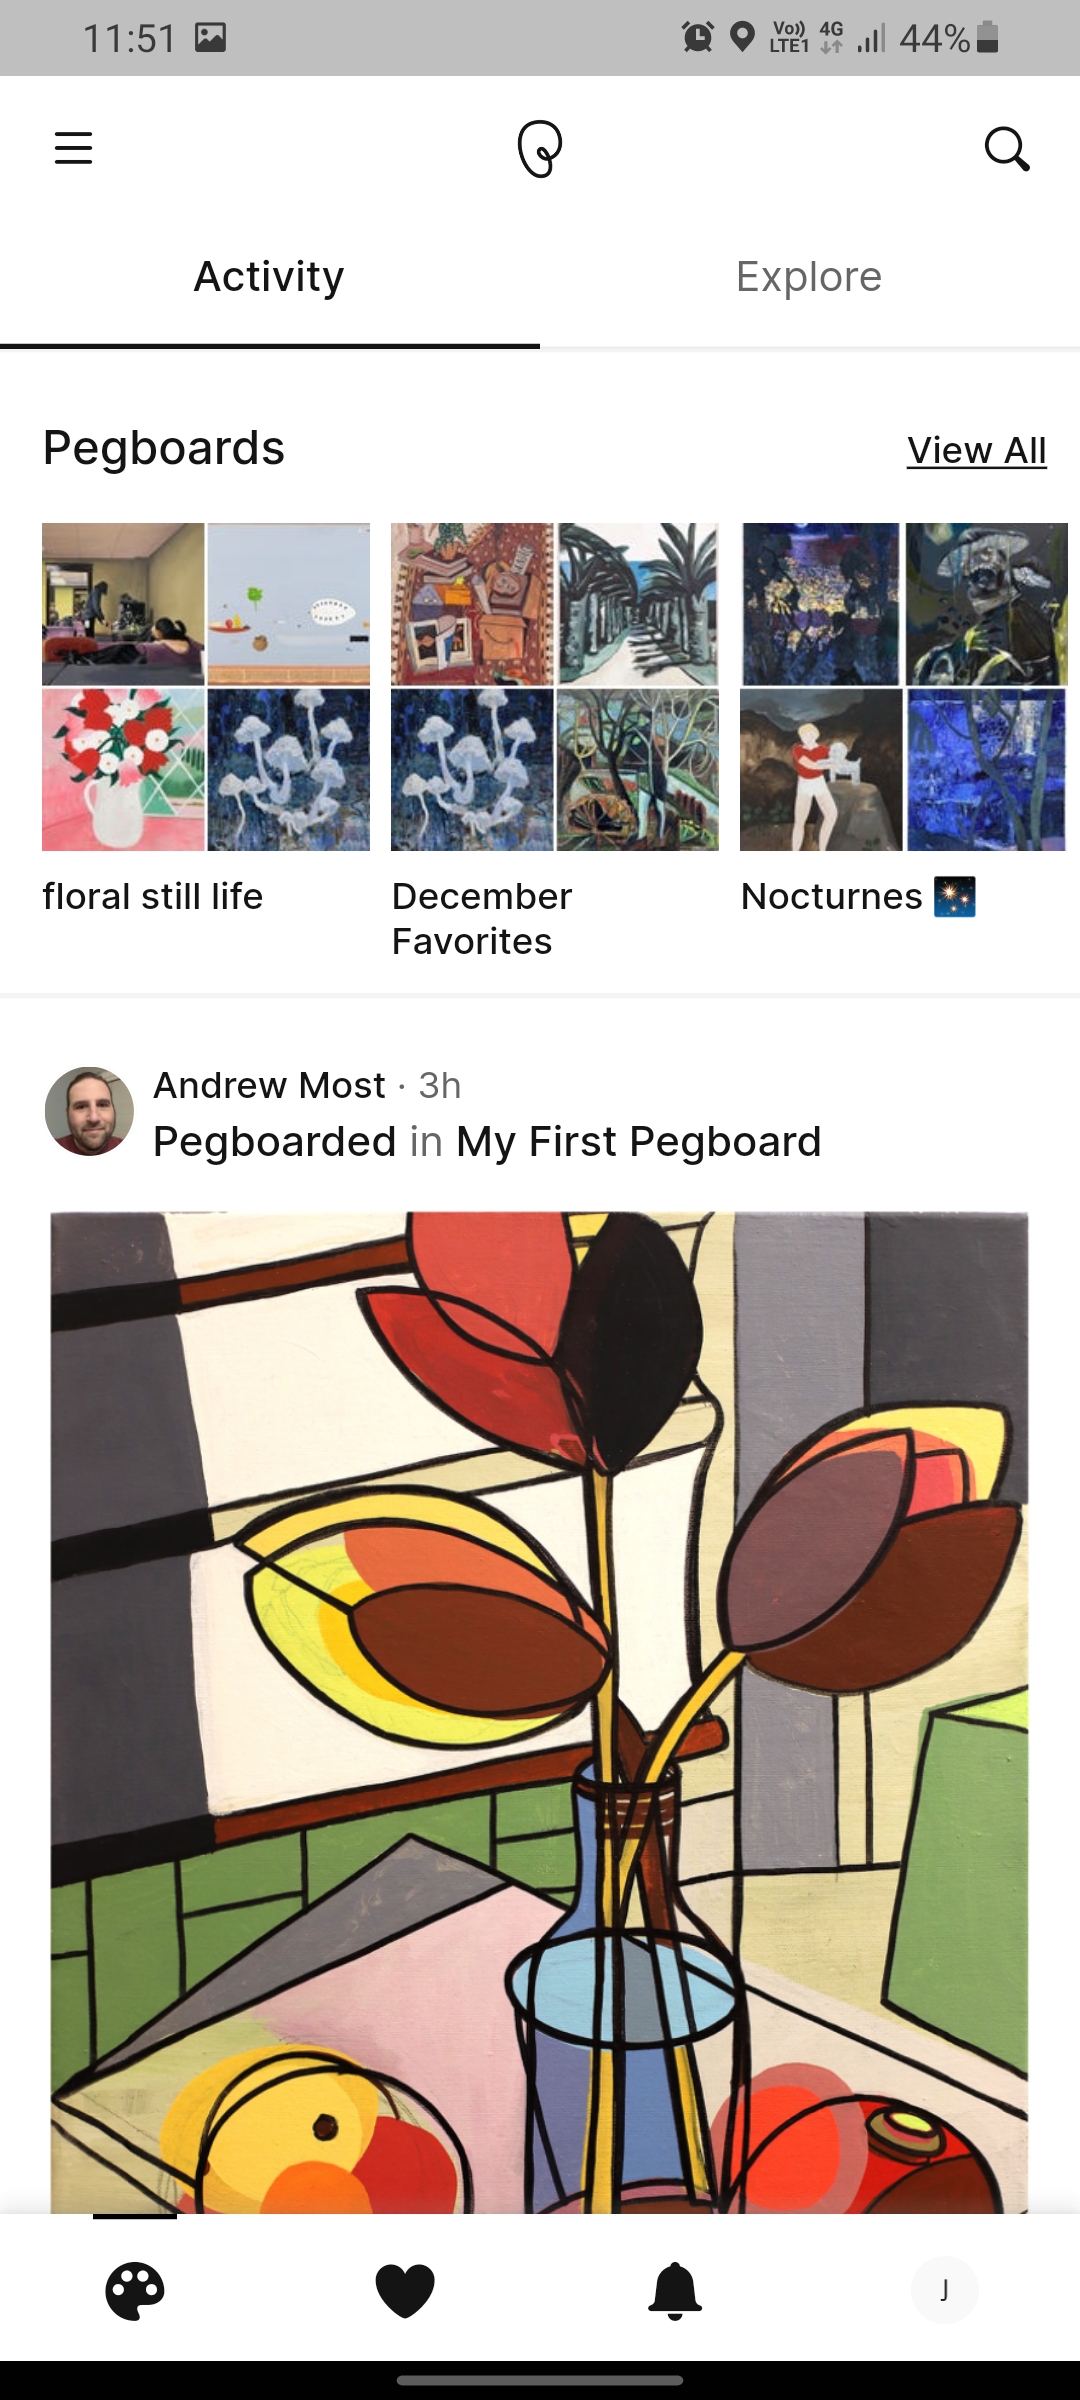 11:51 Vo)) LTE1 4G 44%
Activity Explore
Pegboards View All
floral still life December Favorites Nocturnes 🎇
Andrew Most · 3h
Pegboarded in My First Pegboard
J